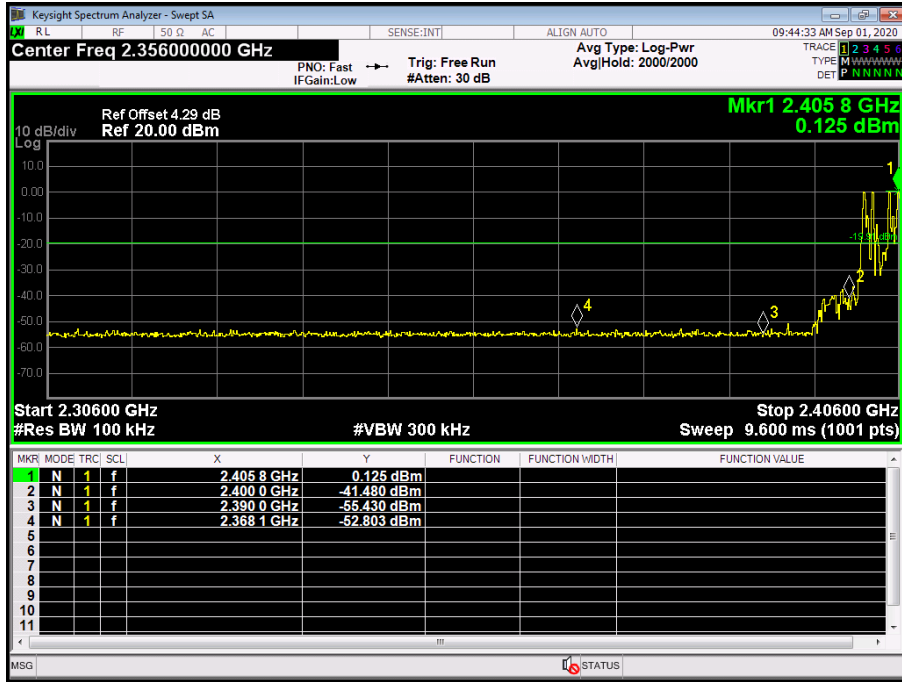 Keysight Spectrum Analyzer - Swept SA
LXI RL RF 50 Ω AC SENSE:INT ALIGN AUTO 09:44:33 AM Sep 01, 2020
Center Freq 2.356000000 GHz
PNO: Fast
IFGain:Low
Trig: Free Run
#Atten: 30 dB
Avg Type: Log-Pwr
Avg|Hold: 2000/2000
TRACE 1 2 3 4 5 6
TYPE M W W W W W
DET P N N N N N
Mkr1 2.405 8 GHz
0.125 dBm
Ref Offset 4.29 dB
10 dB/div Ref 20.00 dBm
Log
10.0
0.00
-10.0
-20.0
-30.0
-40.0
-50.0
-60.0
-70.0
1
2
3
4
Start 2.30600 GHz Stop 2.40600 GHz
#Res BW 100 kHz #VBW 300 kHz Sweep 9.600 ms (1001 pts)
MKR MODE TRC SCL X Y FUNCTION FUNCTION WIDTH FUNCTION VALUE
1 N 1 f 2.405 8 GHz 0.125 dBm
2 N 1 f 2.400 0 GHz -41.480 dBm
3 N 1 f 2.390 0 GHz -55.430 dBm
4 N 1 f 2.368 1 GHz -52.803 dBm
5
6
7
8
9
10
11
MSG STATUS